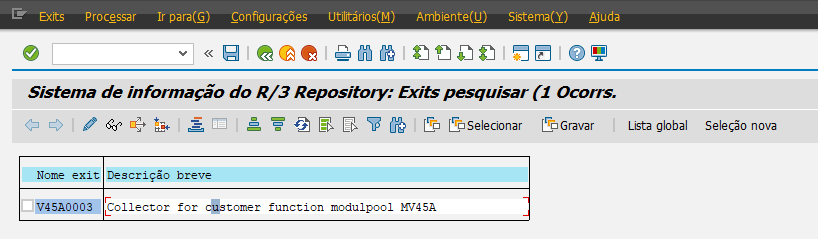 Exits Processar Ir para(G) Configurações Utilitários(M) Ambiente(U) Sistema(Y) Ajuda
Sistema de informação do R/3 Repository: Exits pesquisar (1 Ocorrs.
Selecionar Gravar Lista global Seleção nova
Nome exit Descrição breve
V45A0003 Collector for customer function modulpool MV45A